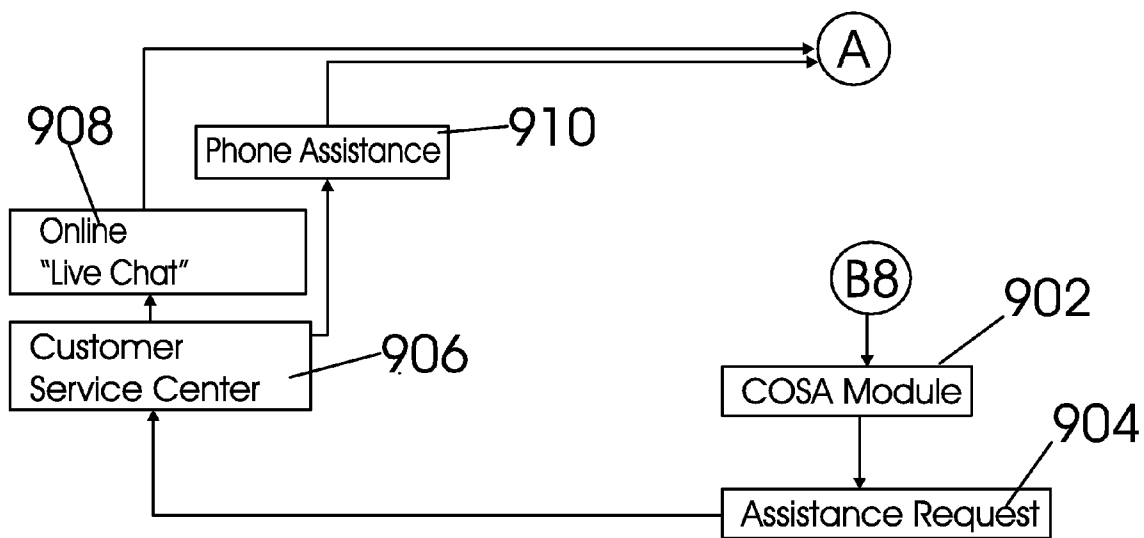 A
908
910
Phone Assistance
Online
“Live Chat”
B8
902
Customer
Service Center
906
COSA Module
904
Assistance Request